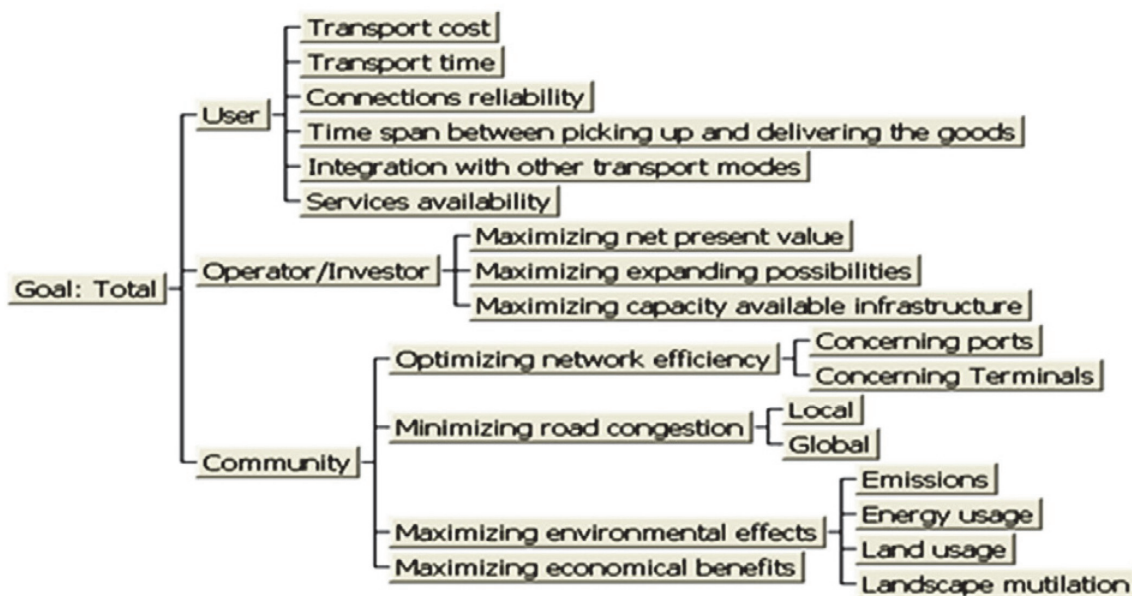 Transport cost
Transport time
Connections reliability
User
Time span between picking up and delivering the goods
Integration with other transport modes
Services availability
Maximizing net present value
Operator/Investor
Maximizing expanding possibilities
Goal: Total
Maximizing capacity available infrastructure
Concerning ports
Optimizing network efficiency
Concerning Terminals
Local
Minimizing road congestion
Global
Community
Emissions
Energy usage
Maximizing environmental effects
Land usage
Maximizing economical benefits
Landscape mutilation